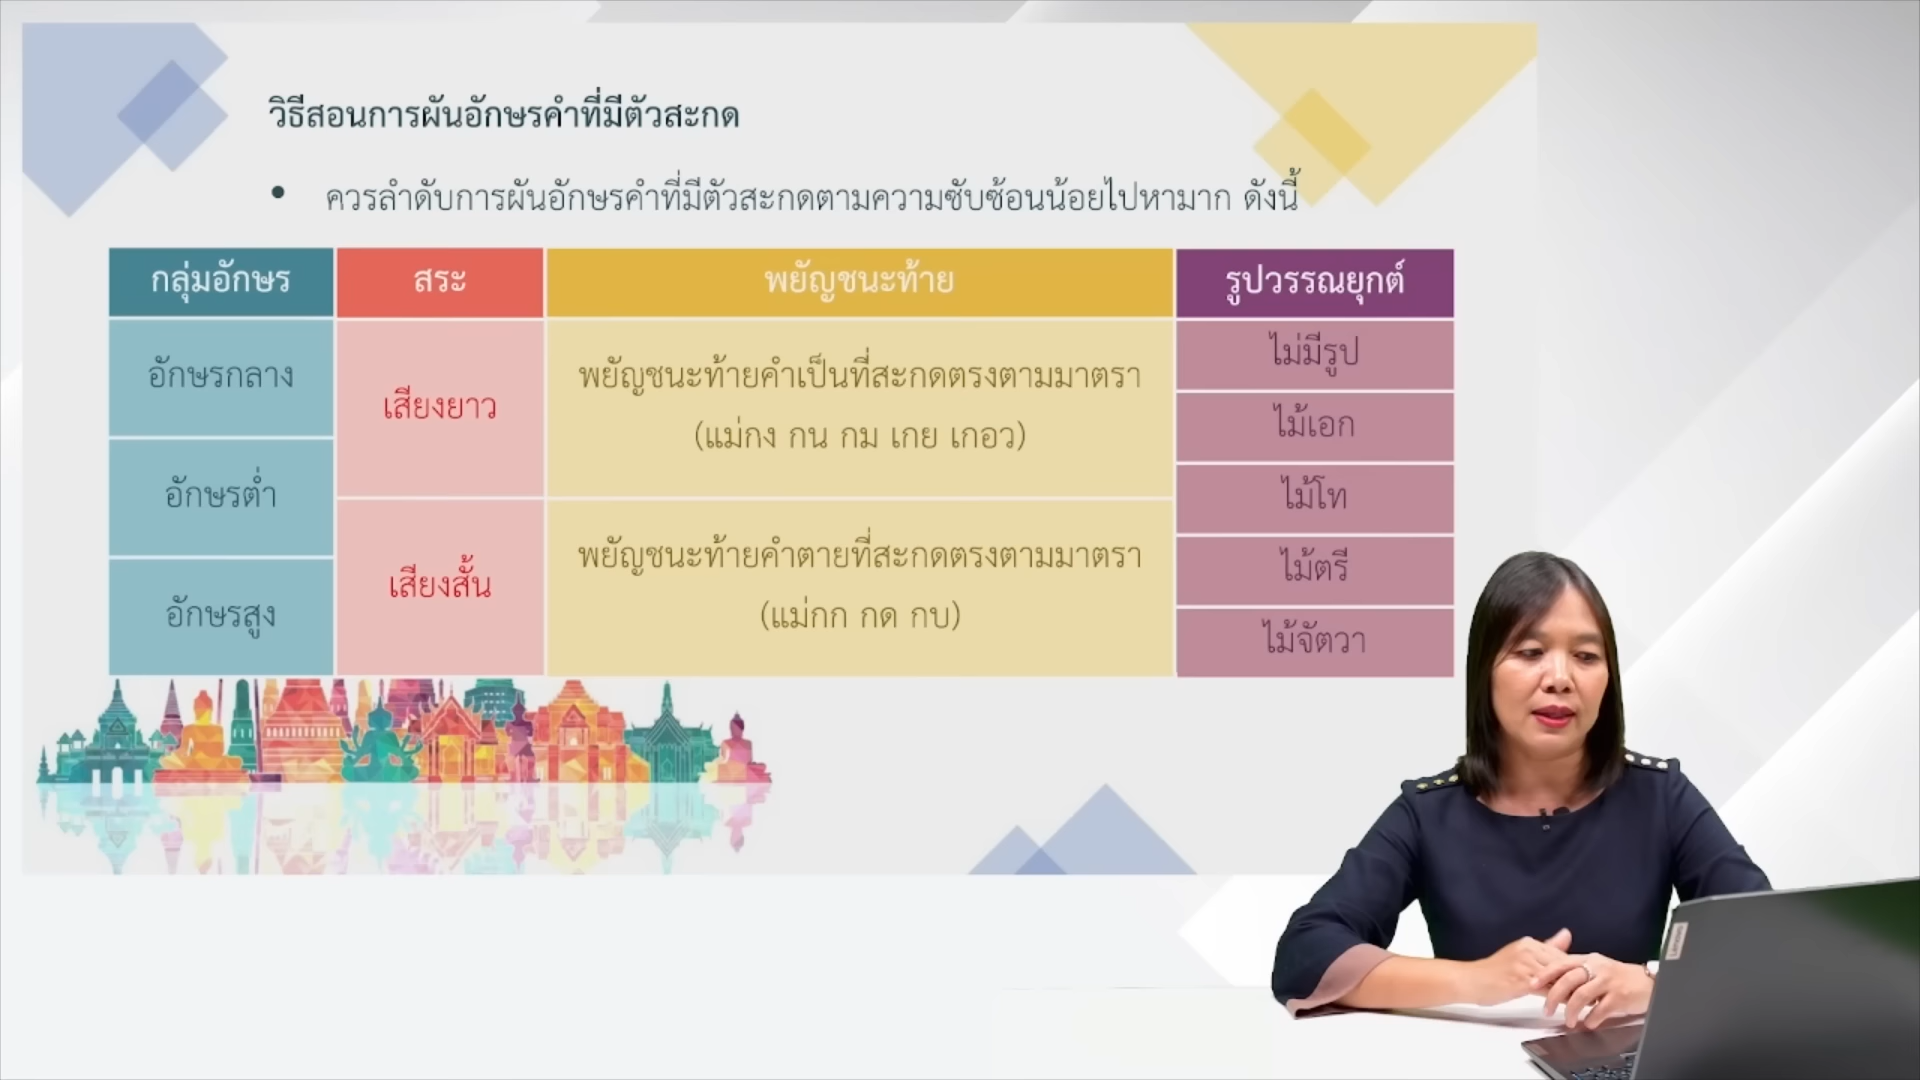 วิธีสอนการผันอักษรคำที่มีตัวสะกด
• ควรลำดับการผันอักษรคำที่มีตัวสะกดตามความซับซ้อนน้อยไปหามาก ดังนี้
กลุ่มอักษร
อักษรกลาง
อักษรต่ำ
อักษรสูง
สระ
เสียงยาว
เสียงสั้น
พยัญชนะท้าย
พยัญชนะท้ายคำเป็นที่สะกดตรงตามมาตรา
(แม่กง กน กม เกย เกอว)
พยัญชนะท้ายคำตายที่สะกดตรงตามมาตรา
(แม่กก กด กบ)
รูปวรรณยุกต์
ไม่มีรูป
ไม้เอก
ไม้โท
ไม้ตรี
ไม้จัตวา
Lenovo